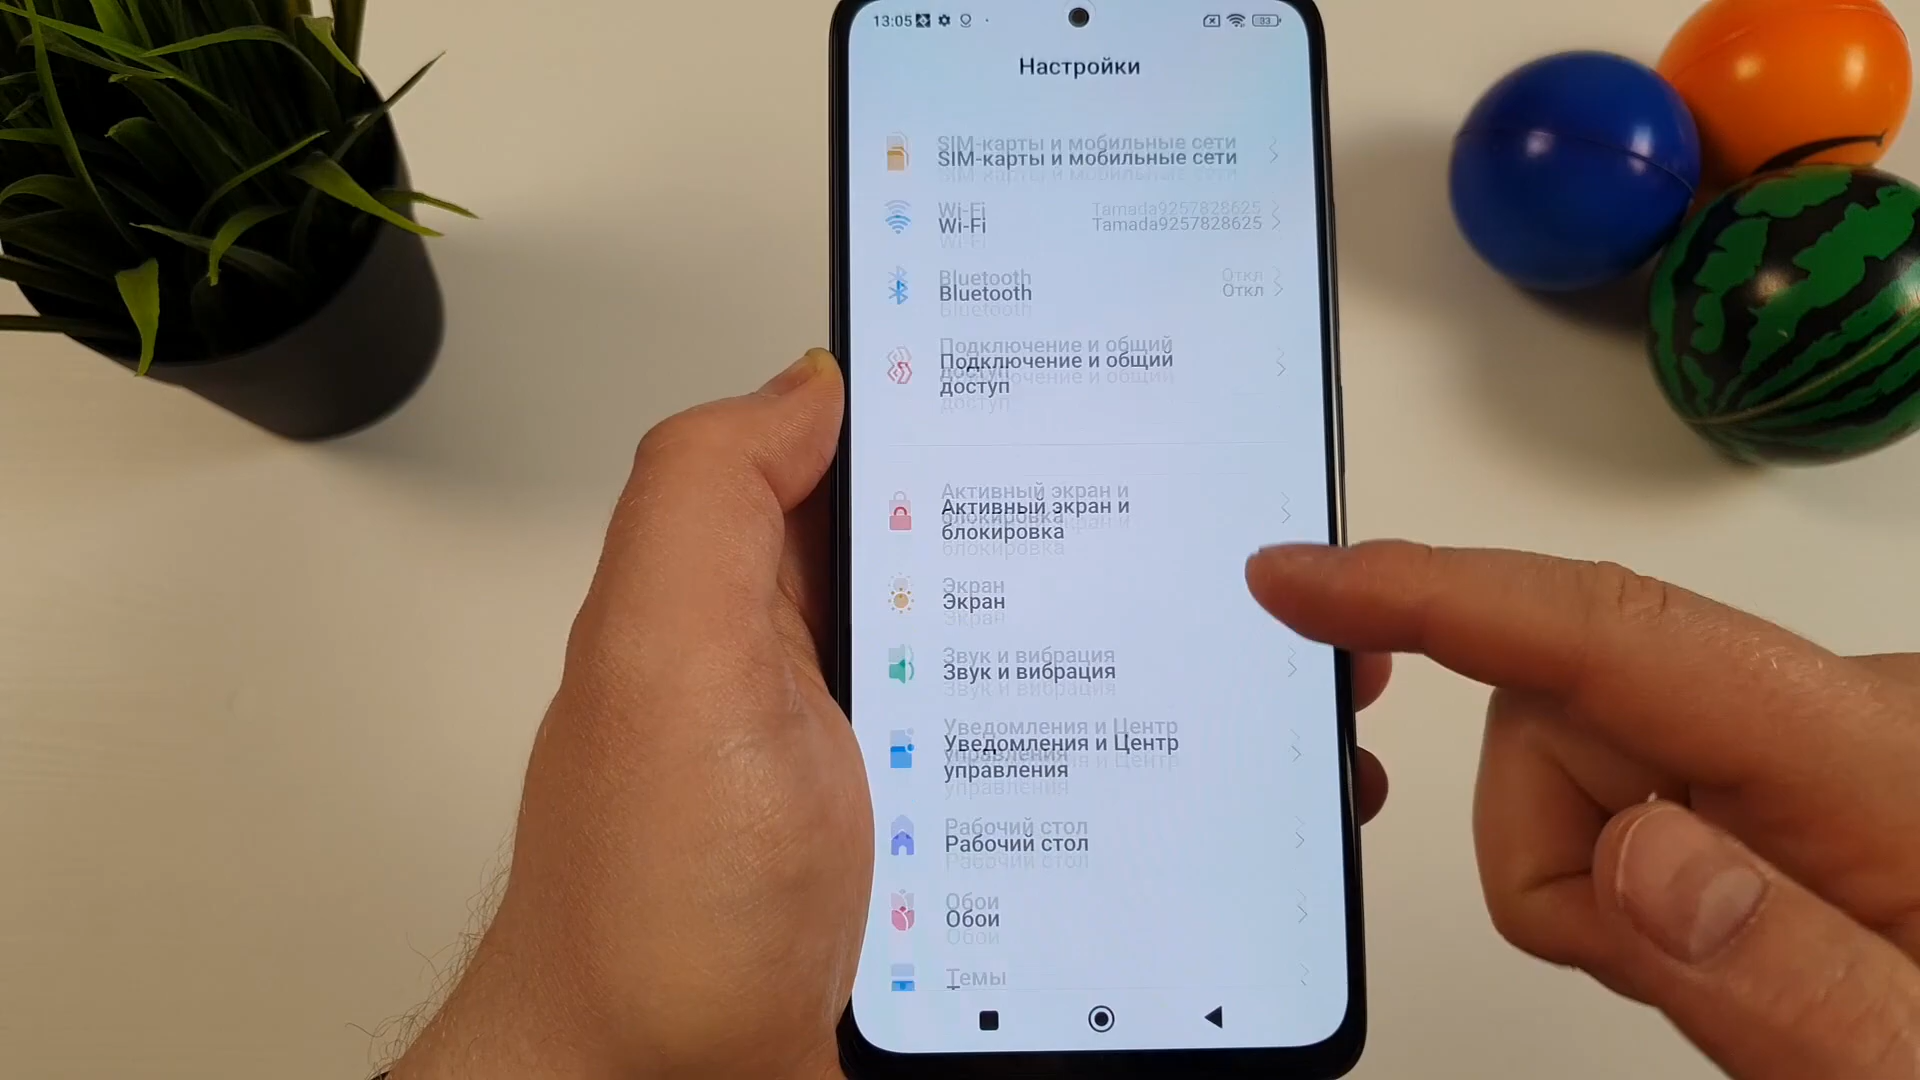 13:05
33
Настройки
SIM-карты и мобильные сети
Wi-Fi Tamada9257828625
Bluetooth Откл
Подключение и общий
доступ
Активный экран и
блокировка
Экран
Звук и вибрация
Уведомления и Центр
управления
Рабочий стол
Обои
Темы